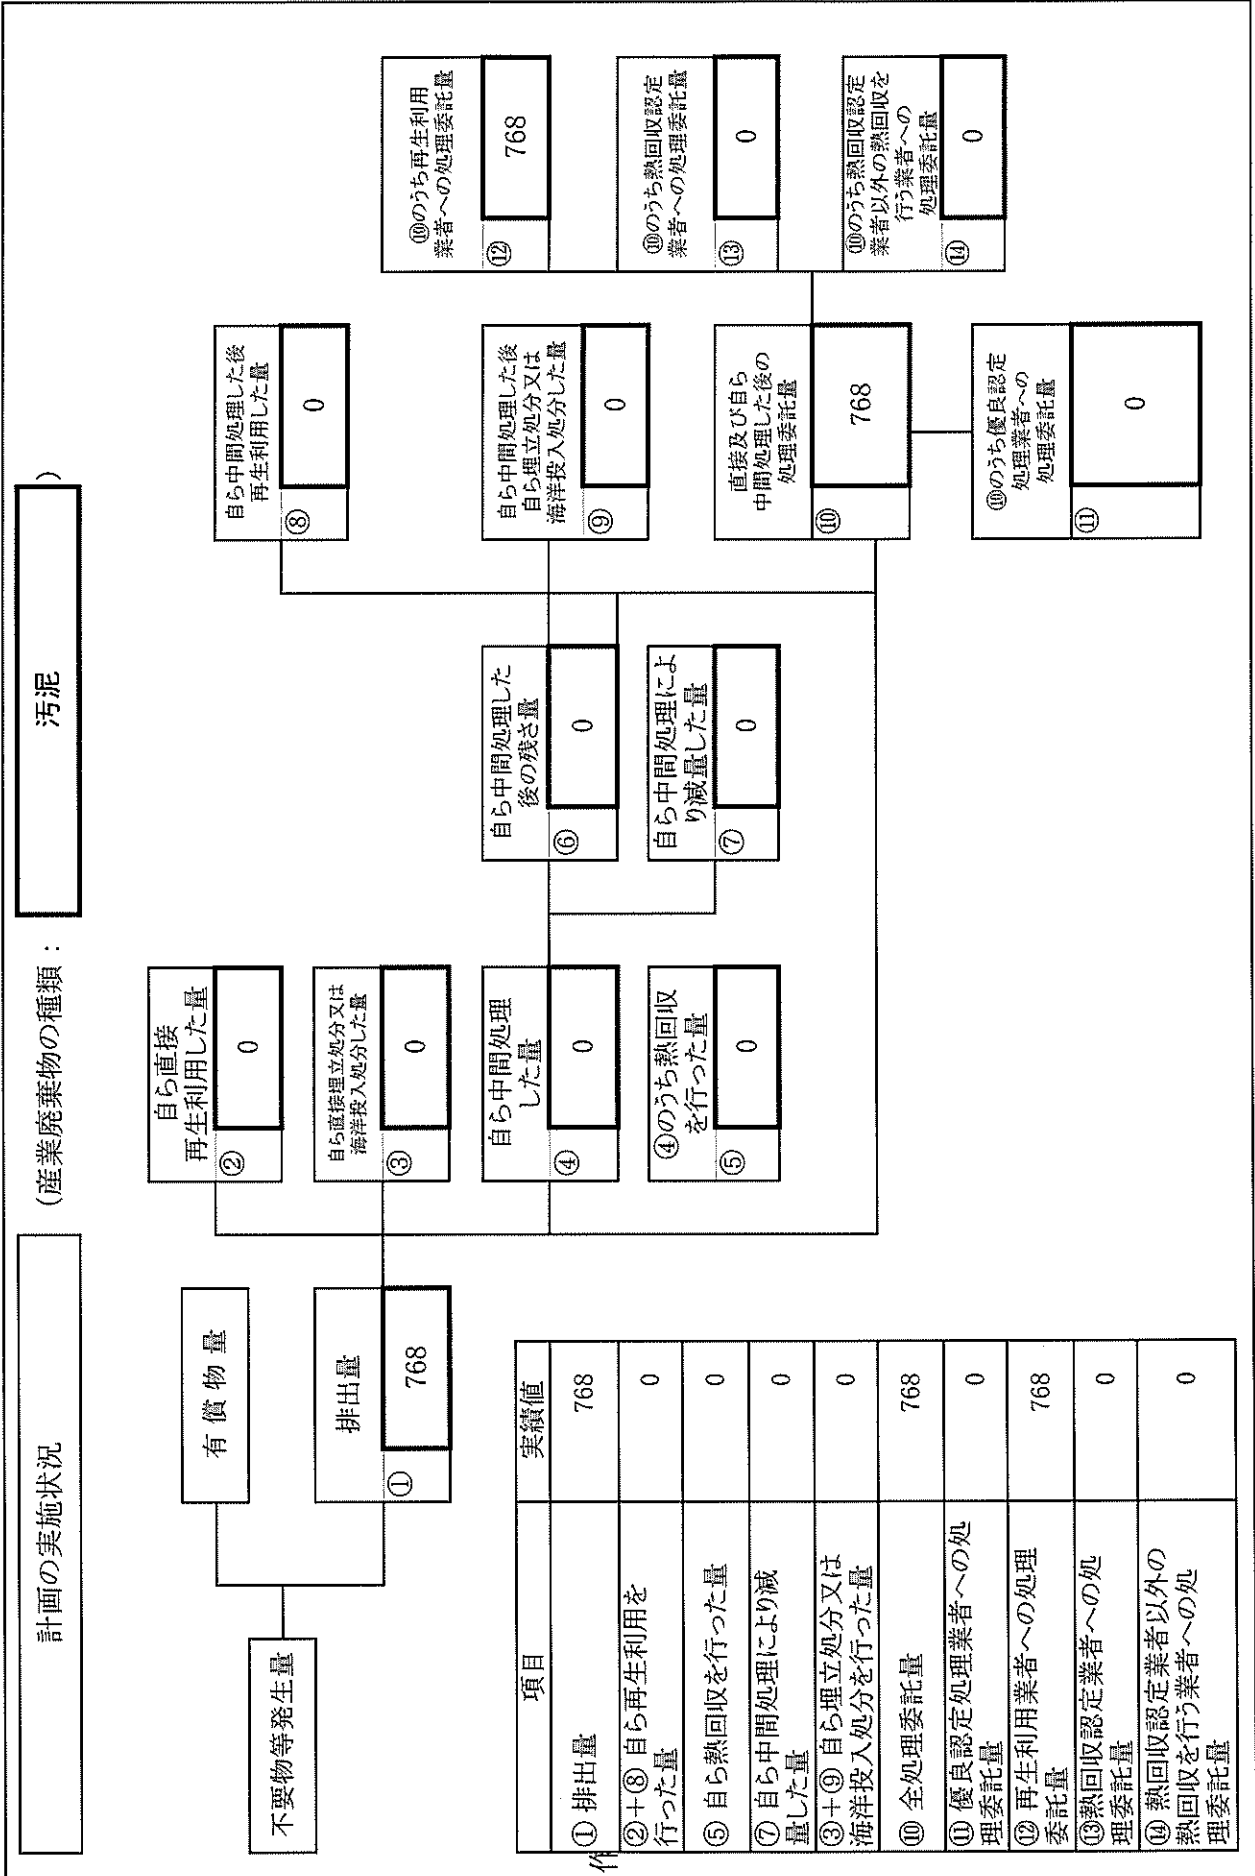 計画の実施状況
(産業廃棄物の種類：
汚泥
)
不要物等発生量
有償物量
排出量
①
768
自ら直接
再生利用した量
②
0
自ら直接埋立処分又は
海洋投入処分した量
③
0
自ら中間処理
した量
④
0
④のうち熱回収
を行った量
⑤
0
自ら中間処理した
後の残さ量
⑥
0
自ら中間処理によ
り減量した量
⑦
0
自ら中間処理した後
再生利用した量
⑧
0
自ら中間処理した後
自ら埋立処分又は
海洋投入処分した量
⑨
0
直接及び自ら
中間処理した後の
処理委託量
⑩
768
⑩のうち優良認定
処理業者への
処理委託量
⑪
0
⑩のうち再生利用
業者への処理委託量
⑫
768
⑩のうち熱回収認定
業者への処理委託量
⑬
0
⑩のうち熱回収認定
業者以外の熱回収を
行う業者への
処理委託量
⑭
0
項目 実績値
① 排出量 768
②＋⑧ 自ら再生利用を
行った量 0
⑤ 自ら熱回収を行った量 0
⑦ 自ら中間処理により減
量した量 0
③＋⑨ 自ら埋立処分又は
海洋投入処分を行った量 0
⑩ 全処理委託量 768
⑪ 優良認定処理業者への処
理委託量 0
⑫ 再生利用業者への処理
委託量 768
⑬熱回収認定業者への処
理委託量 0
⑭ 熱回収認定業者以外の
熱回収を行う業者への処
理委託量 0
作